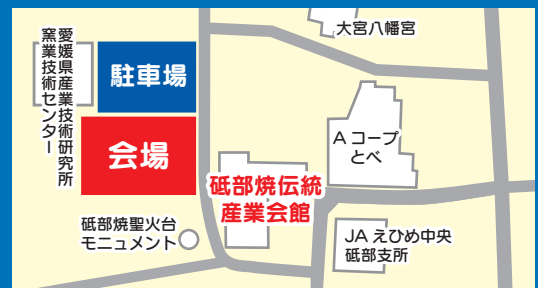 大宮八幡宮
愛媛県産業技術研究所
窯業技術センター
駐車場
会場
Aコープ
とべ
砥部焼伝統
産業会館
砥部焼聖火台
モニュメント
JAえひめ中央
砥部支所